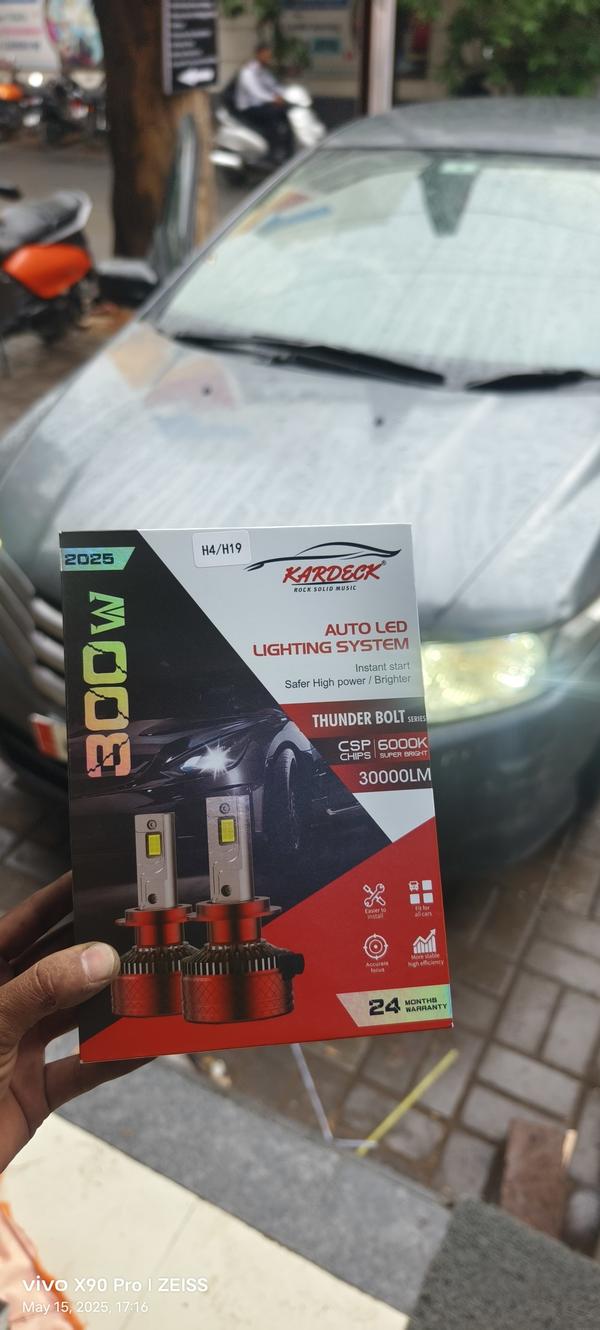 2025
300W
H4/H19
KARDECK®
ROCK SOLID MUSIC
AUTO LED
LIGHTING SYSTEM
Instant start
Safer High power / Brighter
THUNDER BOLT SERIES
CSP CHIPS | 6000K SUPER BRIGHT
30000LM
Easier to install
Fit for all cars
Accurate focus
More stable high efficiency
24 MONTHS WARRANTY
vivo X90 Pro | ZEISS
May 15, 2025, 17:16